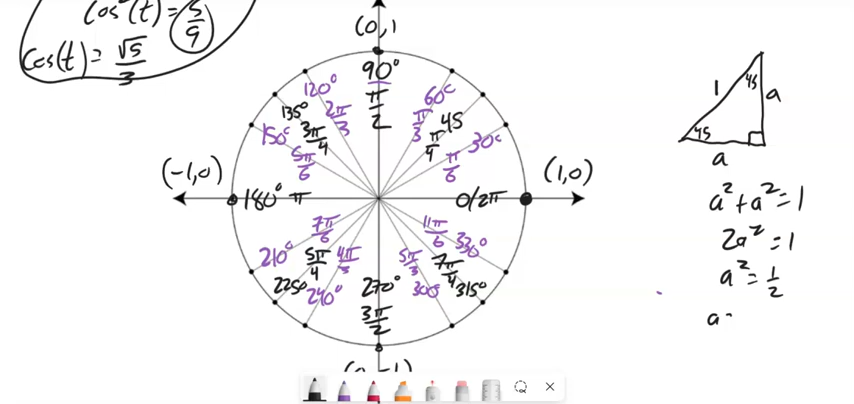 cos²(t) = 5/9
cos(t) = √5/3
(0,1
90°
π/2
120°
2π/3
135°
3π/4
150°
5π/6
60°
π/3
45
π/4
30°
π/6
(-1,0)
180° π
0/2π
(1,0)
210°
7π/6
225°
5π/4
240°
4π/3
270°
3π/2
300°
5π/3
315°
7π/4
330°
11π/6
1
45
a
45
a
a² + a² = 1
2a² = 1
a² = 1/2
a